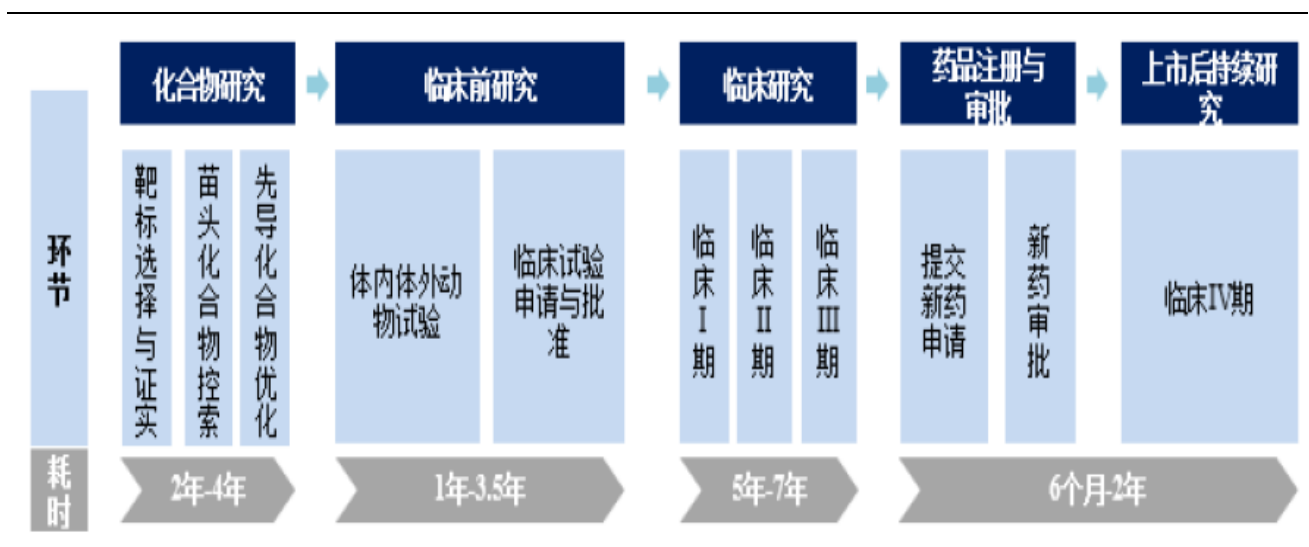 化合物研究
临床前研究
临床研究
药品注册与
审批
上市后持续研
究
环节
靶标选择与证实
苗头化合物控索
先导化合物优化
体内体外动
物试验
临床试验
申请与批
准
临床I期
临床II期
临床III期
提交
新药
申请
新药审批
临床IV期
耗时
2年-4年
1年-3.5年
5年-7年
6个月-2年